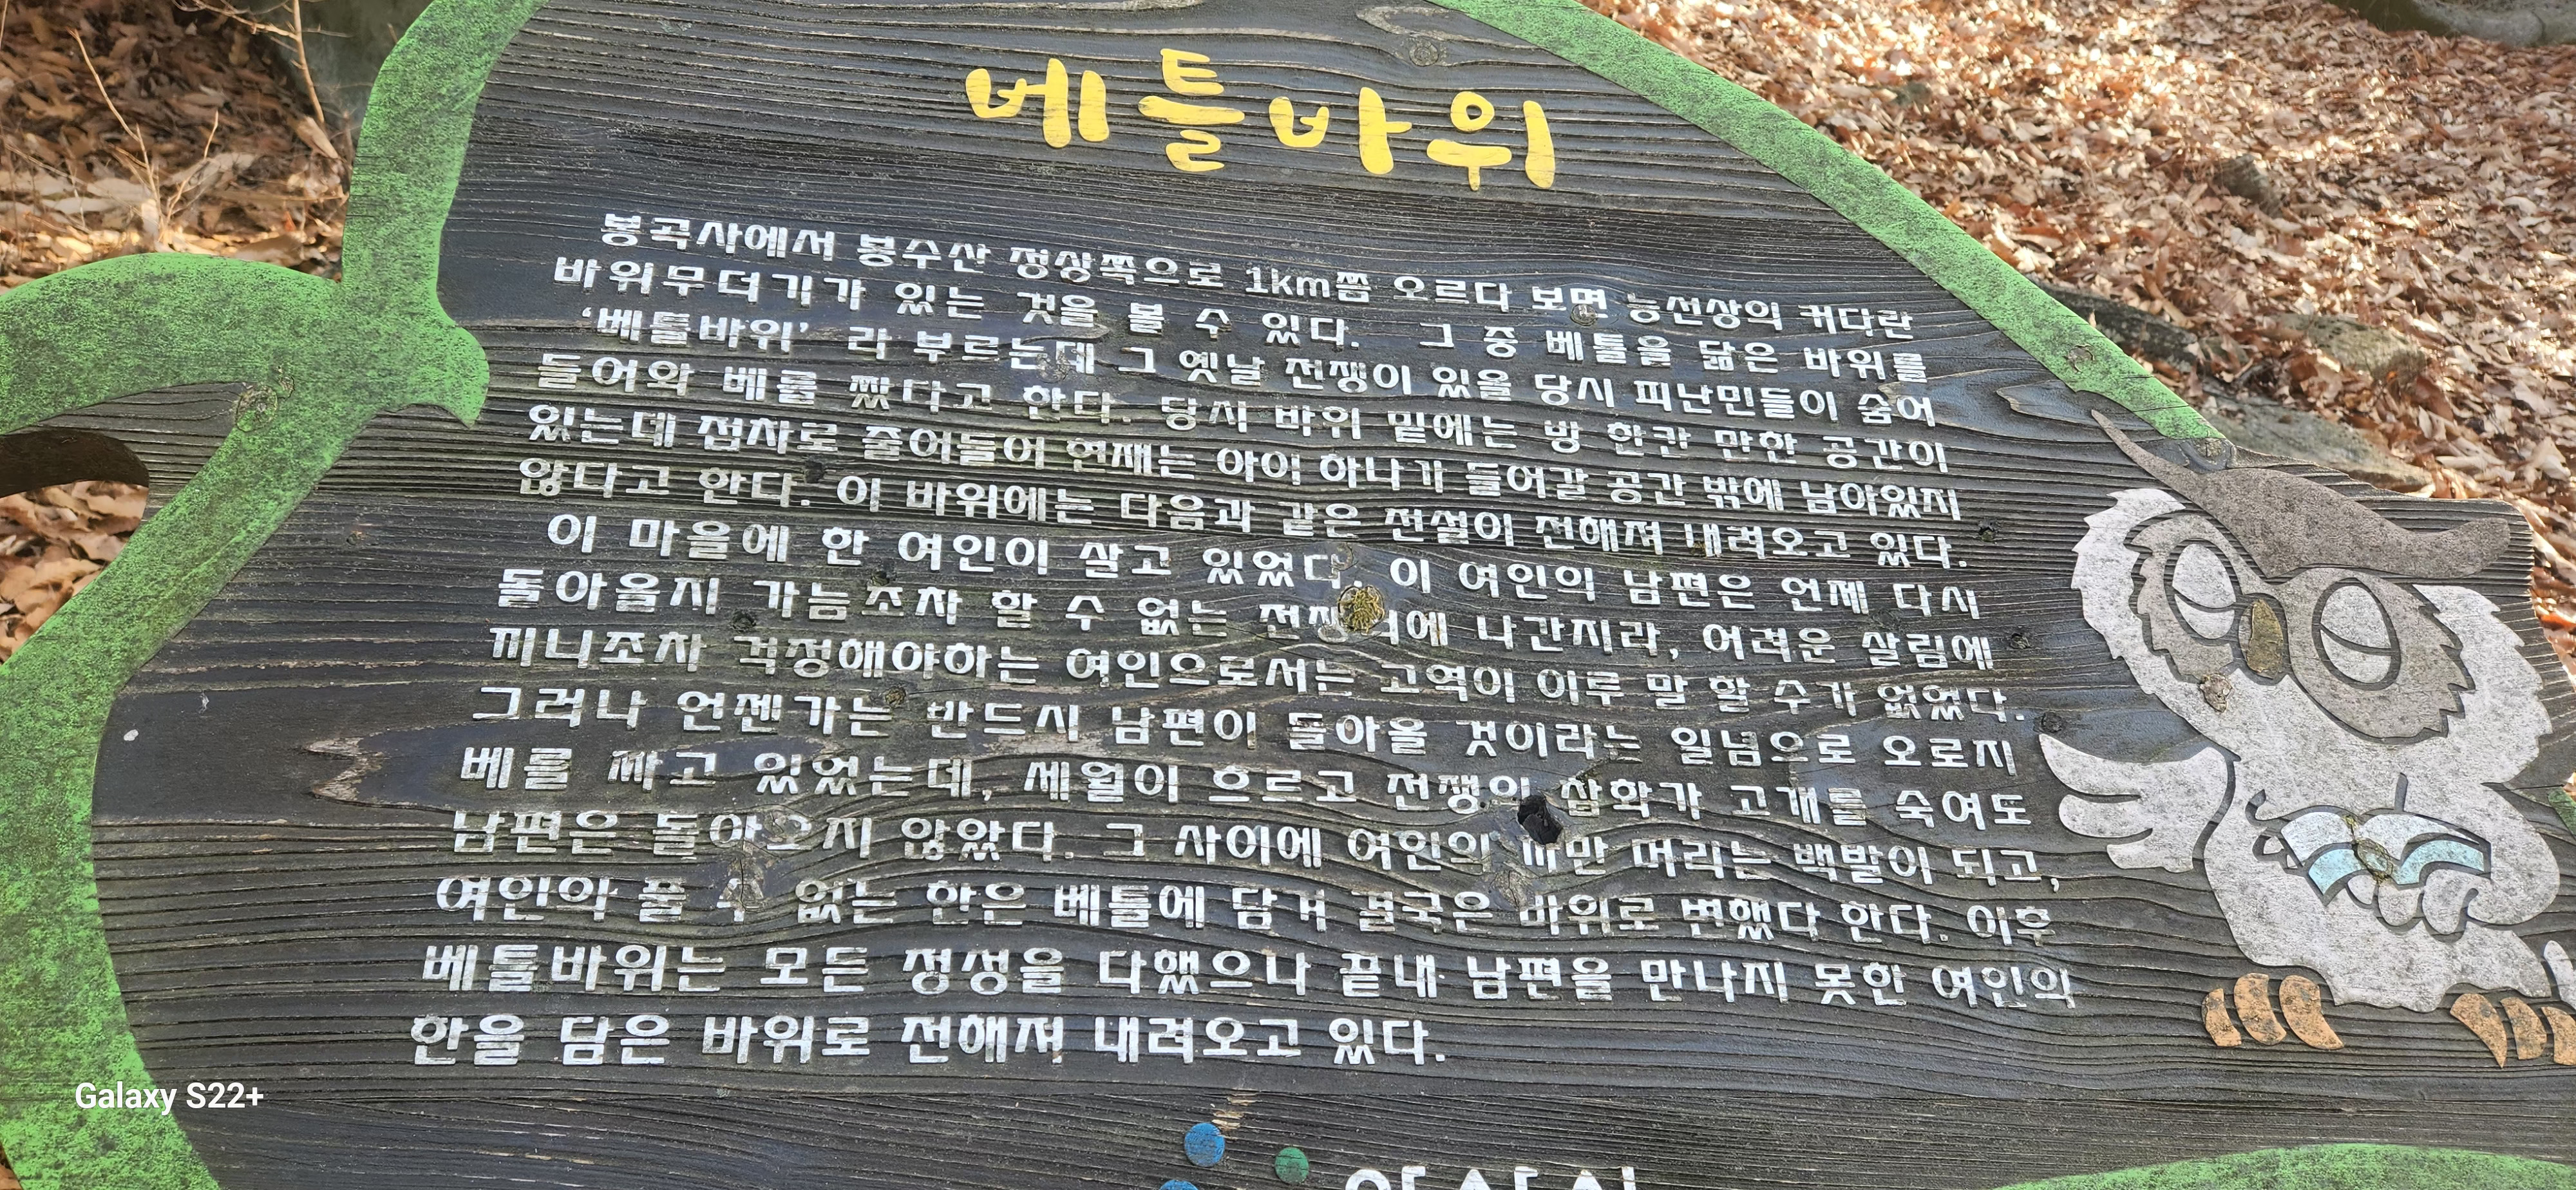 베틀바위
봉곡사에서 봉수산 정상쪽으로 1km쯤 오르다 보면 능선상의 커다란
바위무더기가 있는 것을 볼 수 있다. 그 중 베틀을 닮은 바위를
‘베틀바위’ 라 부르는데 그 옛날 전쟁이 있을 당시 피난민들이 숨어
들어와 베를 짰다고 한다. 당시 바위 밑에는 방 한칸 만한 공간이
있는데 점차로 줄어들어 현재는 아이 하나가 들어갈 공간 밖에 남아있지
않다고 한다. 이 바위에는 다음과 같은 전설이 전해져 내려오고 있다.
이 마을에 한 여인이 살고 있었다. 이 여인의 남편은 언제 다시
돌아올지 가늠조차 할 수 없는 나간지라, 어려운 살림에
끼니조차 걱정해야하는 여인으로서는 고역이 이루 말 할 수가 없었다.
그러나 언젠가는 반드시 남편이 돌아올 것이라는 일념으로 오로지
베를 짜고 있었는데, 세월이 흐르고 전쟁의 참화가 고개를 숙여도
남편은 돌아오지 않았다. 그 사이에 여인의 까만 머리는 백발이 되고,
여인의 풀 수 없는 한은 베틀에 담겨 결국은 바위로 변했다 한다. 이후
베틀바위는 모든 정성을 다했으나 끝내 남편을 만나지 못한 여인의
한을 담은 바위로 전해져 내려오고 있다.
Galaxy S22+